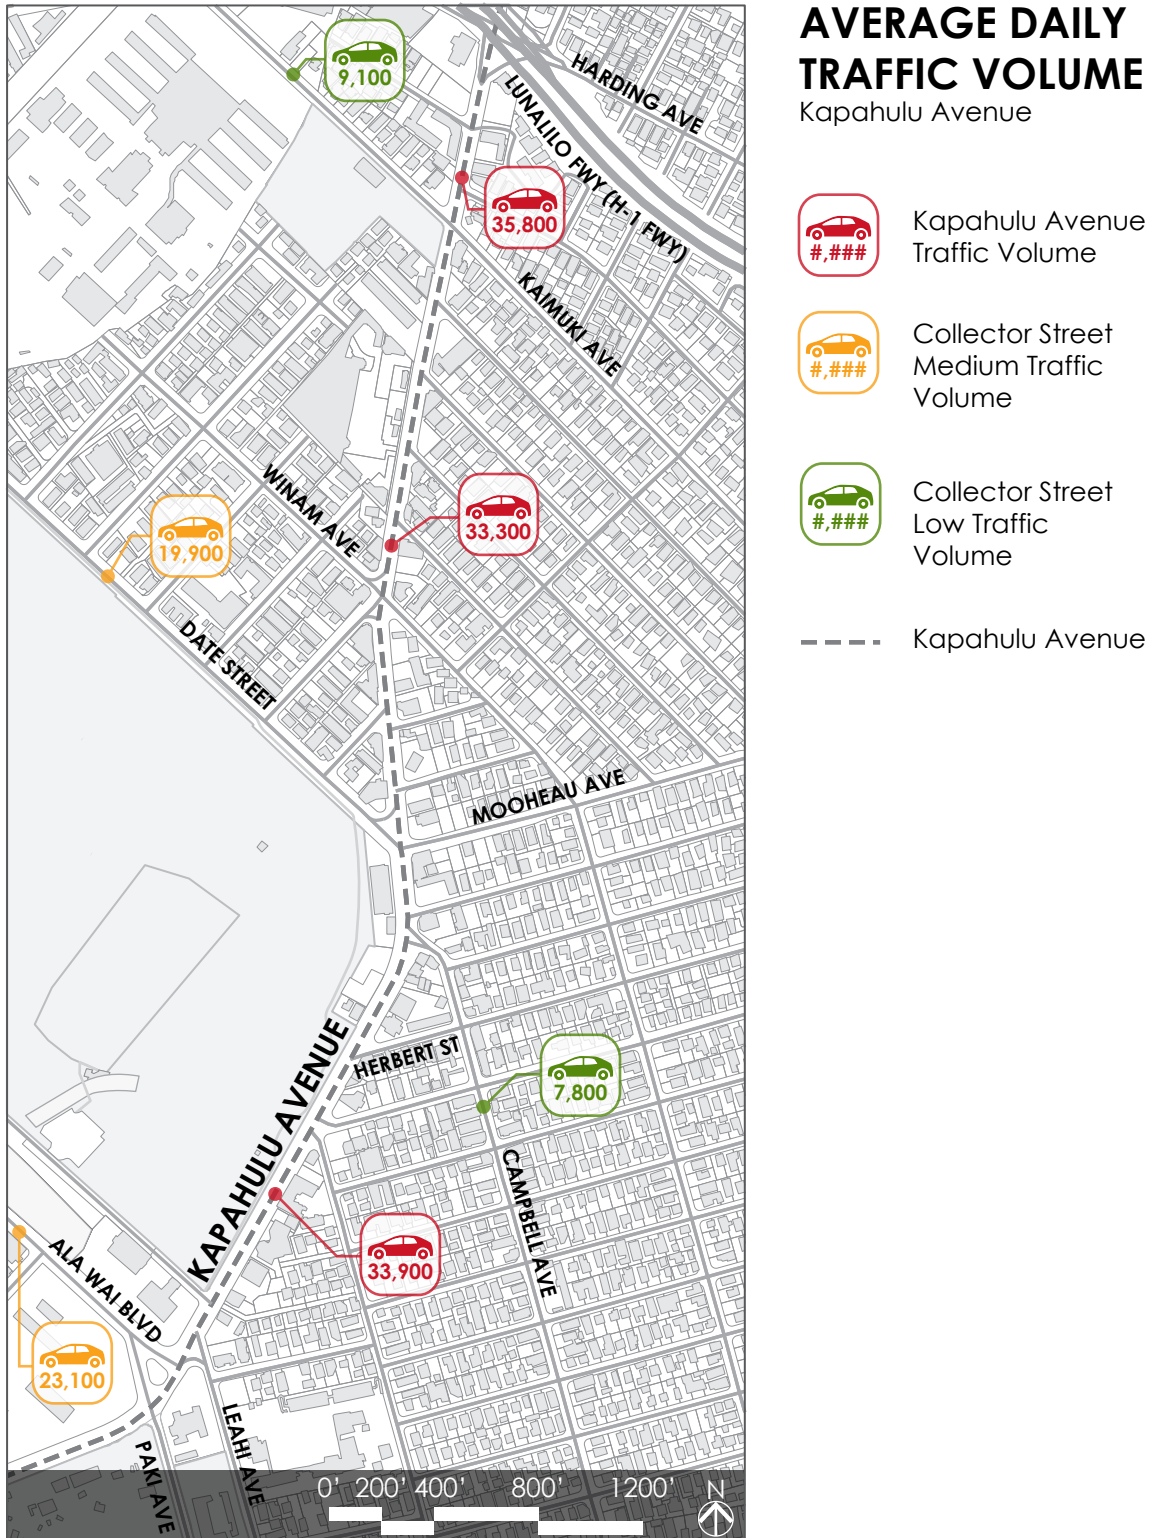 AVERAGE DAILY
TRAFFIC VOLUME
Kapahulu Avenue
#,###
Kapahulu Avenue
Traffic Volume
#,###
Collector Street
Medium Traffic
Volume
#,###
Collector Street
Low Traffic
Volume
Kapahulu Avenue
9,100
HARDING AVE
LUNALILO FWY (H-1 FWY)
35,800
KAIMUKI AVE
WINAM AVE
33,300
19,900
DATE STREET
MOOHEAU AVE
KAPAHULU AVENUE
HERBERT ST
7,800
CAMPBELL AVE
33,900
ALA WAI BLVD
23,100
LEAHI AVE
PAKI AVE
0' 200' 400' 800' 1200' N